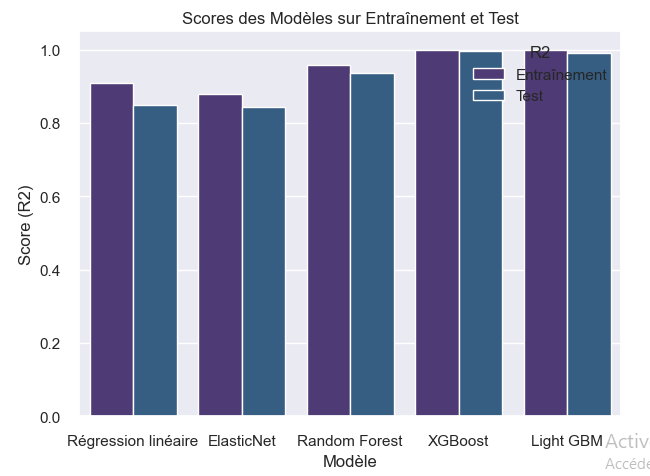 Scores des Modèles sur Entraînement et Test
R2
Entraînement
Test
1.0
0.8
0.6
0.4
0.2
0.0
Score (R2)
Régression linéaire ElasticNet Random Forest XGBoost Light GBM
Modèle
Activ
Accéde